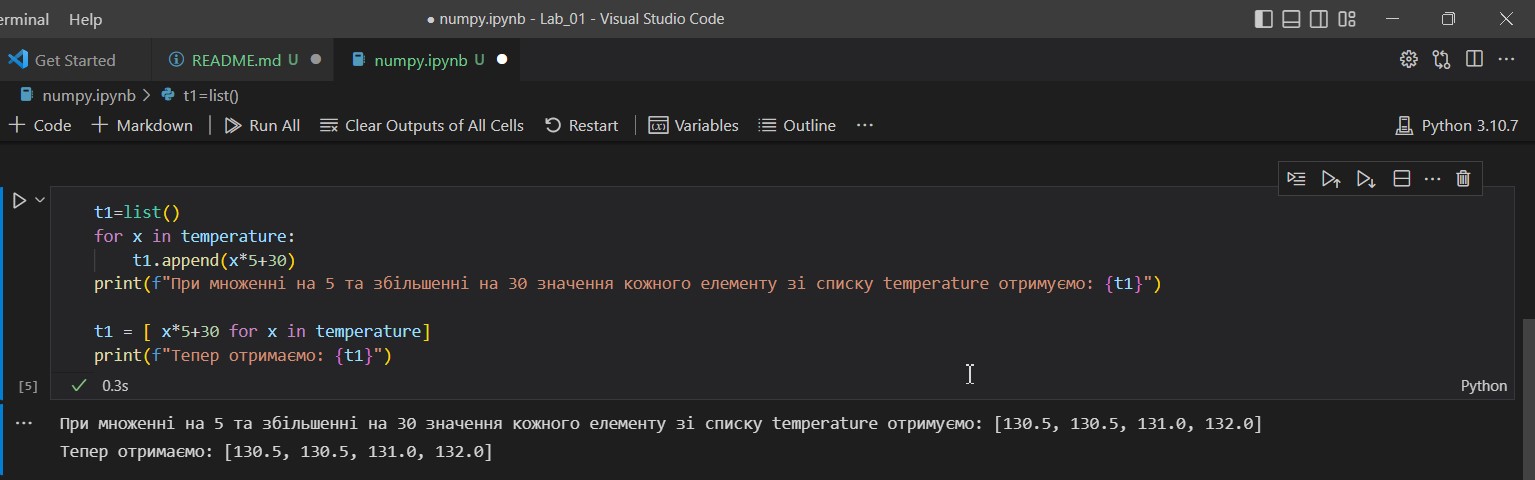 erminal Help ● numpy.ipynb - Lab_01 - Visual Studio Code
Get Started README.md U numpy.ipynb U
numpy.ipynb > t1=list()
+ Code + Markdown | Run All Clear Outputs of All Cells Restart | Variables Outline ... Python 3.10.7
t1=list()
for x in temperature:
    t1.append(x*5+30)
print(f"При множенні на 5 та збільшенні на 30 значення кожного елементу зі списку temperature отримуємо: {t1}")
t1 = [ x*5+30 for x in temperature]
print(f"Тепер отримаємо: {t1}")
[5] ✓ 0.3s Python
... При множенні на 5 та збільшенні на 30 значення кожного елементу зі списку temperature отримуємо: [130.5, 130.5, 131.0, 132.0]
Тепер отримаємо: [130.5, 130.5, 131.0, 132.0]